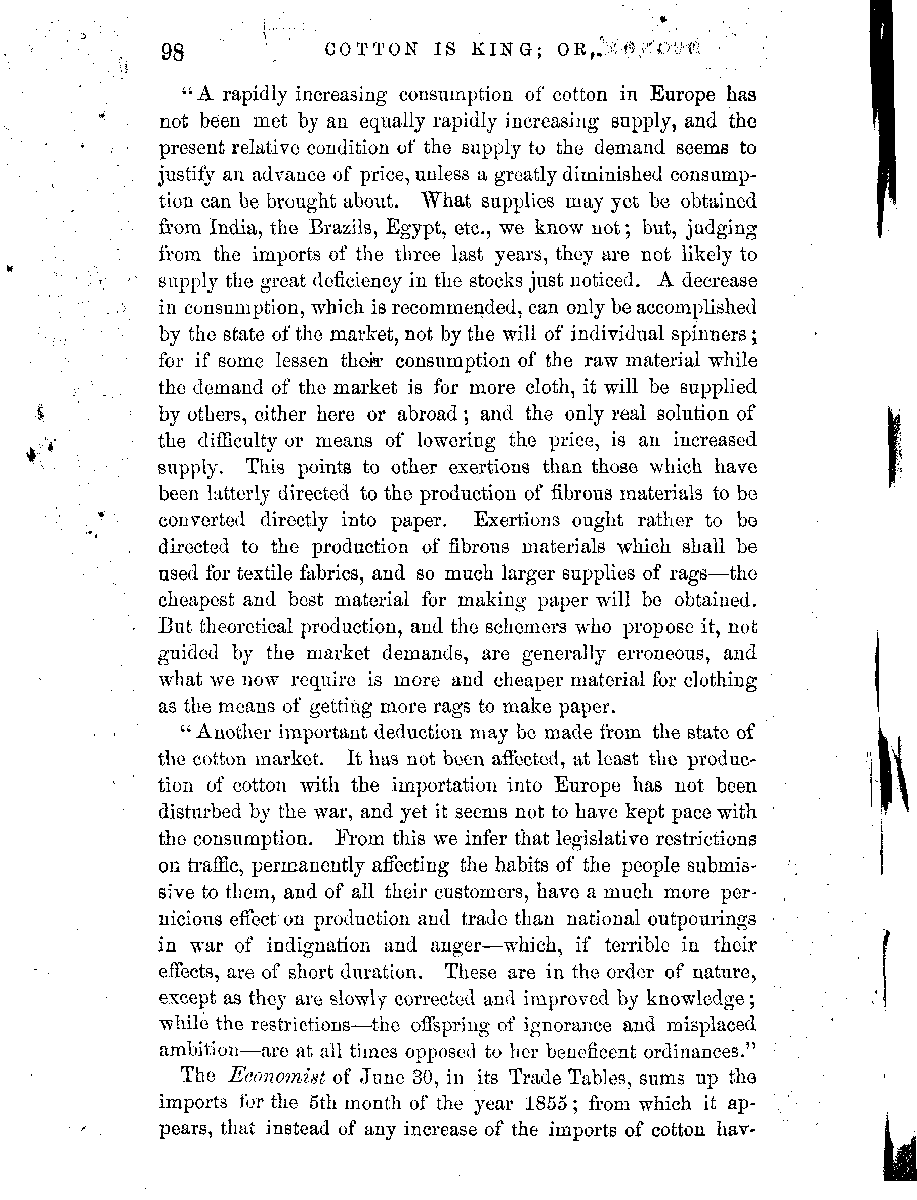 98 COTTON IS KING; OR,
"A rapidly increasing consumption of cotton in Europe has
not been met by an equally rapidly increasing supply, and the
present relative condition of the supply to the demand seems to
justify an advance of price, unless a greatly diminished consump-
tion can be brought about. What supplies may yet be obtained
from India, the Brazils, Egypt, etc., we know not; but, judging
from the imports of the three last years, they are not likely to
supply the great deficiency in the stocks just noticed. A decrease
in consumption, which is recommended, can only be accomplished
by the state of the market, not by the will of individual spinners;
for if some lessen their consumption of the raw material while
the demand of the market is for more cloth, it will be supplied
by others, either here or abroad; and the only real solution of
the difficulty or means of lowering the price, is an increased
supply. This points to other exertions than those which have
been latterly directed to the production of fibrous materials to be
converted directly into paper. Exertions ought rather to be
directed to the production of fibrous materials which shall be
used for textile fabrics, and so much larger supplies of rags—the
cheapest and best material for making paper will be obtained.
But theoretical production, and the schemers who propose it, not
guided by the market demands, are generally erroneous, and
what we now require is more and cheaper material for clothing
as the means of getting more rags to make paper.
"Another important deduction may be made from the state of
the cotton market. It has not been affected, at least the produc-
tion of cotton with the importation into Europe has not been
disturbed by the war, and yet it seems not to have kept pace with
the consumption. From this we infer that legislative restrictions
on traffic, permanently affecting the habits of the people submis-
sive to them, and of all their customers, have a much more per-
nicious effect on production and trade than national outpourings
in war of indignation and anger—which, if terrible in their
effects, are of short duration. These are in the order of nature,
except as they are slowly corrected and improved by knowledge;
while the restrictions—the offspring of ignorance and misplaced
ambition—are at all times opposed to her beneficent ordinances."
The Economist of June 30, in its Trade Tables, sums up the
imports for the 5th month of the year 1855; from which it ap-
pears, that instead of any increase of the imports of cotton hav-